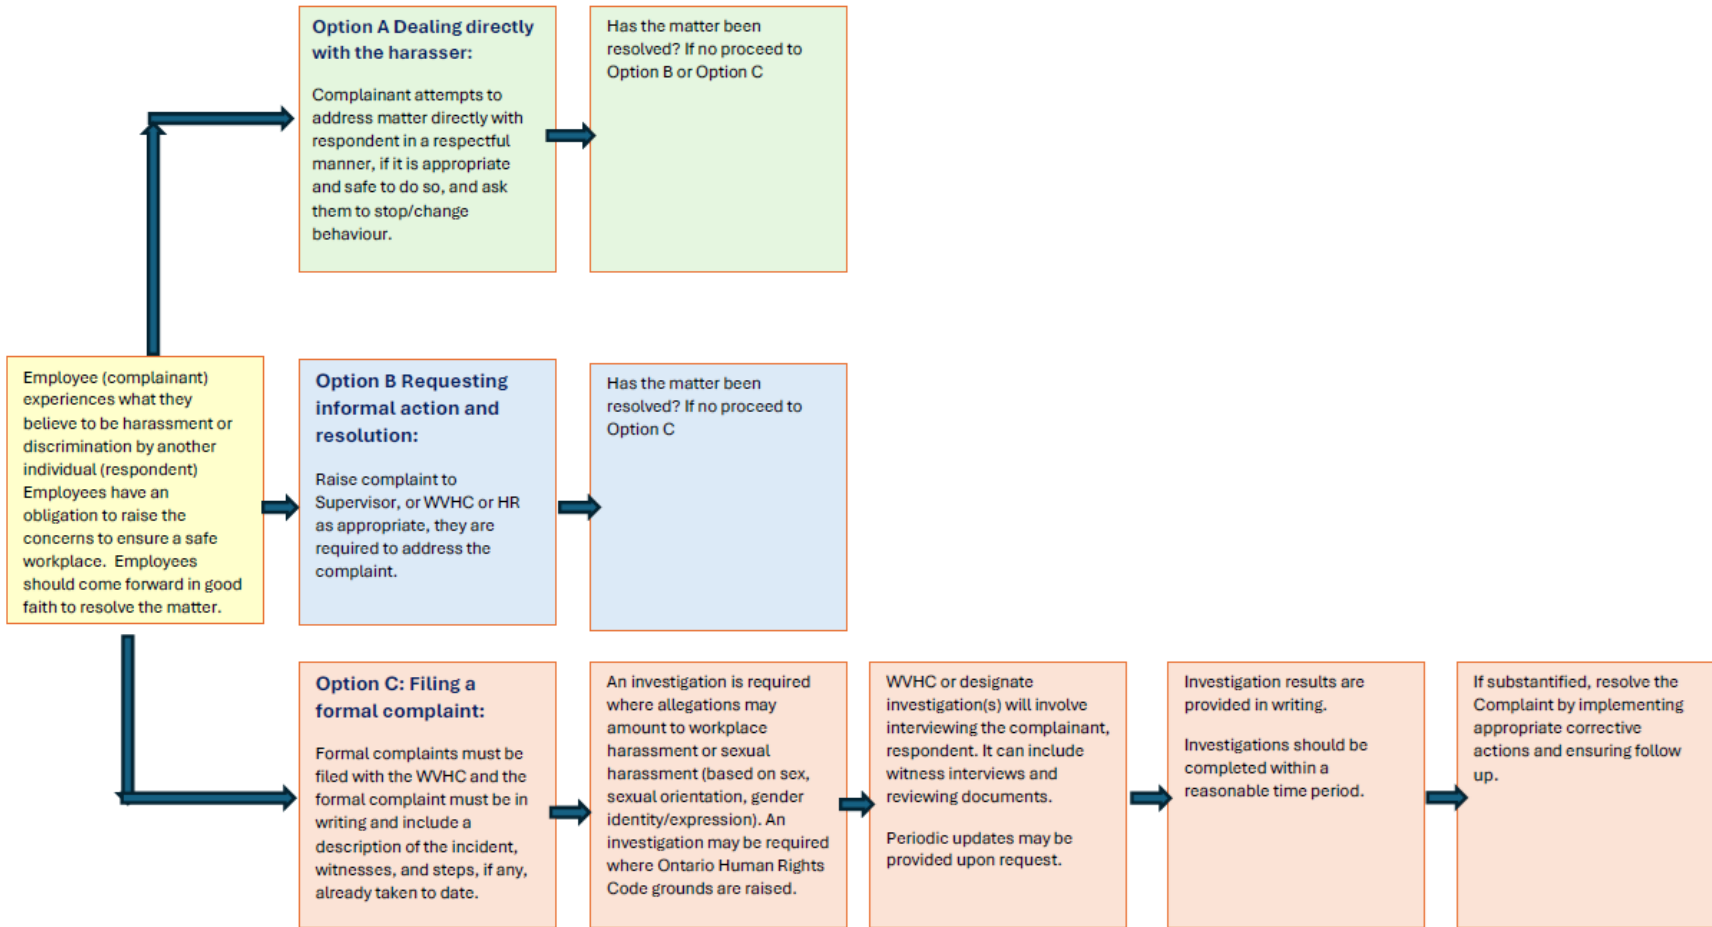 Option A Dealing directly
with the harasser:
Complainant attempts to
address matter directly with
respondent in a respectful
manner, if it is appropriate
and safe to do so, and ask
them to stop/change
behaviour.
Has the matter been
resolved? If no proceed to
Option B or Option C
Employee (complainant)
experiences what they
believe to be harassment or
discrimination by another
individual (respondent)
Employees have an
obligation to raise the
concerns to ensure a safe
workplace. Employees
should come forward in good
faith to resolve the matter.
Option B Requesting
informal action and
resolution:
Raise complaint to
Supervisor, or WVHC or HR
as appropriate, they are
required to address the
complaint.
Has the matter been
resolved? If no proceed to
Option C
Option C: Filing a
formal complaint:
Formal complaints must be
filed with the WVHC and the
formal complaint must be in
writing and include a
description of the incident,
witnesses, and steps, if any,
already taken to date.
An investigation is required
where allegations may
amount to workplace
harassment or sexual
harassment (based on sex,
sexual orientation, gender
identity/expression). An
investigation may be required
where Ontario Human Rights
Code grounds are raised.
WVHC or designate
investigation(s) will involve
interviewing the complainant,
respondent. It can include
witness interviews and
reviewing documents.
Periodic updates may be
provided upon request.
Investigation results are
provided in writing.
Investigations should be
completed within a
reasonable time period.
If substantified, resolve the
Complaint by implementing
appropriate corrective
actions and ensuring follow
up.